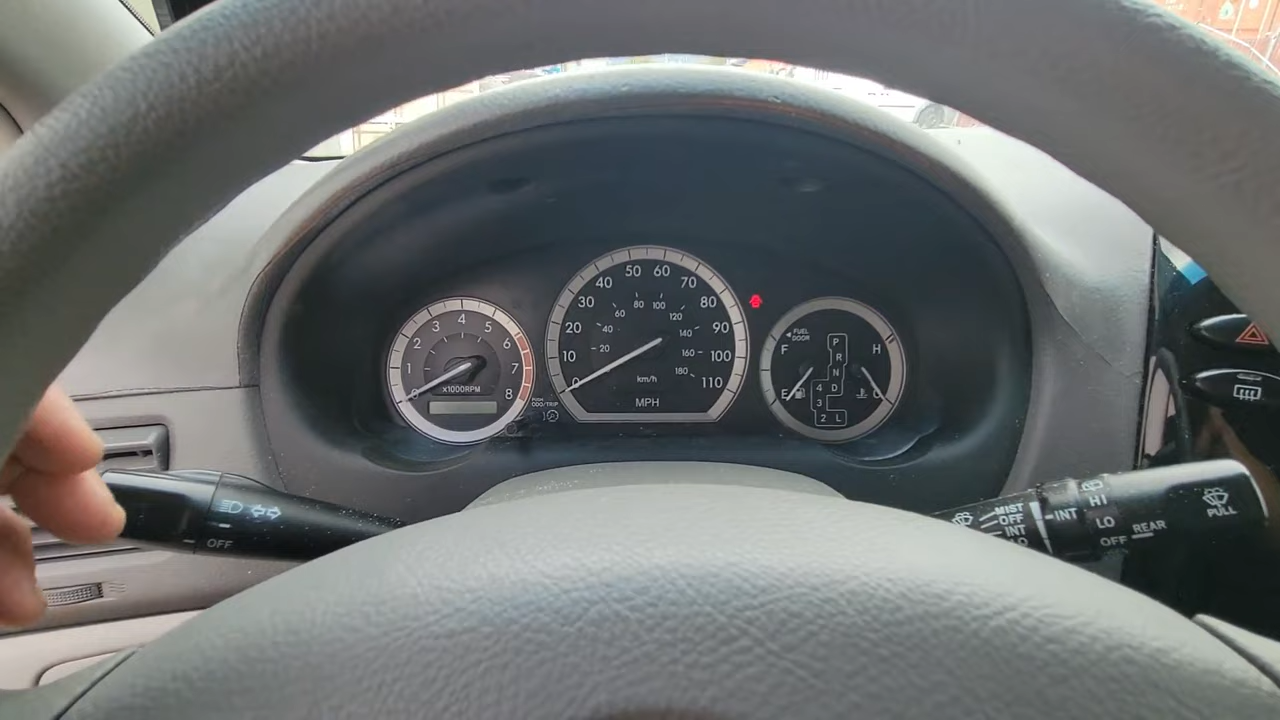 0 1 2 3 4 5 6 7 8
x1000RPM
PUSH
ODO/TRIP
0 10 20 30 40 50 60 70 80 90 100 110
20 40 60 80 100 120 140 160 180
km/h
MPH
FUEL
DOOR
F
E
H
C
P
R
N
D
4
3
2 L
OFF
MIST
OFF
INT
LO
INT
HI
LO
OFF
REAR
PULL